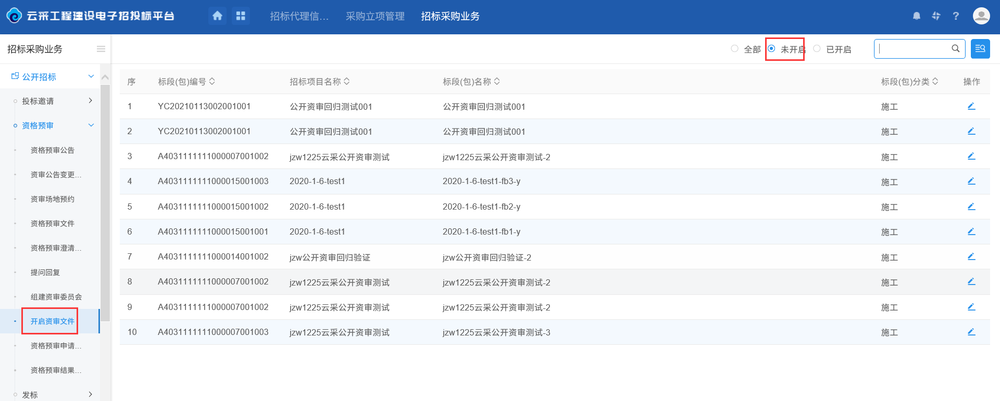 云采工程建设电子招投标平台
招标代理信... 采购立项管理 招标采购业务 ?
招标采购业务
全部 未开启 已开启
公开招标
投标邀请
资格预审
资格预审公告
资审公告变更...
资审场地预约
资格预审文件
资格预审澄清...
提问回复
组建资审委员会
开启资审文件
资格预审申请...
资格预审结果...
发标
序 标段(包)编号 招标项目名称 标段(包)名称 标段(包)分类 操作
1 YC20210113002001001 公开资审回归测试001 公开资审回归测试001 施工
2 YC20210113002001001 公开资审回归测试001 公开资审回归测试001 施工
3 A4031111111000007001002 jzw1225云采公开资审测试 jzw1225云采公开资审测试-2 施工
4 A4031111111000015001003 2020-1-6-test1 2020-1-6-test1-fb3-y 施工
5 A4031111111000015001002 2020-1-6-test1 2020-1-6-test1-fb2-y 施工
6 A4031111111000015001001 2020-1-6-test1 2020-1-6-test1-fb1-y 施工
7 A4031111111000014001002 jzw公开资审回归验证 jzw公开资审回归验证-2 施工
8 A4031111111000007001002 jzw1225云采公开资审测试 jzw1225云采公开资审测试-2 施工
9 A4031111111000007001002 jzw1225云采公开资审测试 jzw1225云采公开资审测试-2 施工
10 A4031111111000007001003 jzw1225云采公开资审测试 jzw1225云采公开资审测试-3 施工